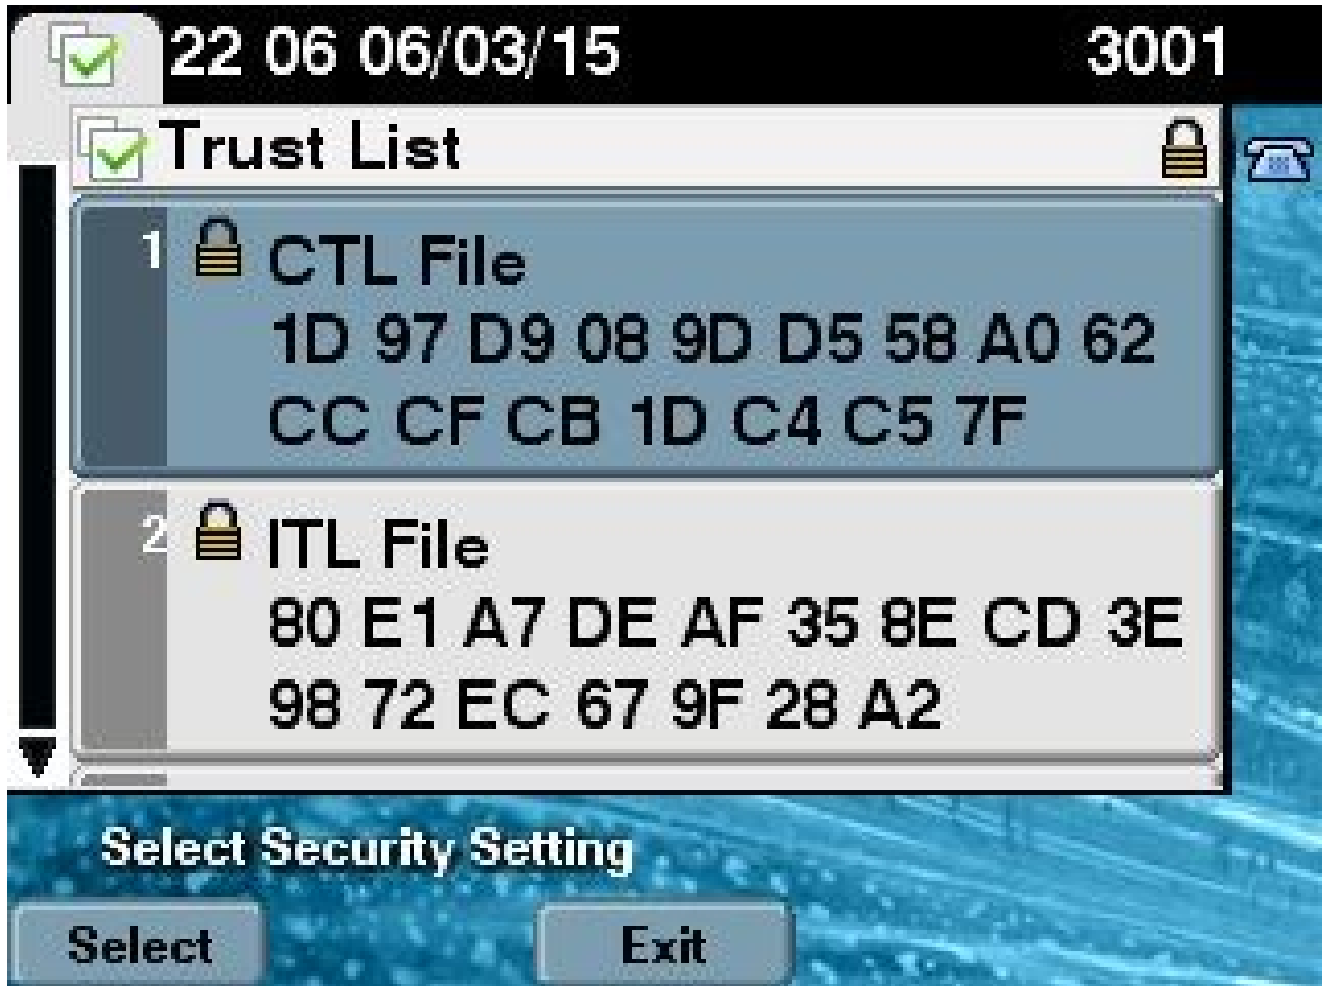 22 06 06/03/15 3001
Trust List
1 CTL File
1D 97 D9 08 9D D5 58 A0 62
CC CF CB 1D C4 C5 7F
2 ITL File
80 E1 A7 DE AF 35 8E CD 3E
98 72 EC 67 9F 28 A2
Select Security Setting
Select Exit